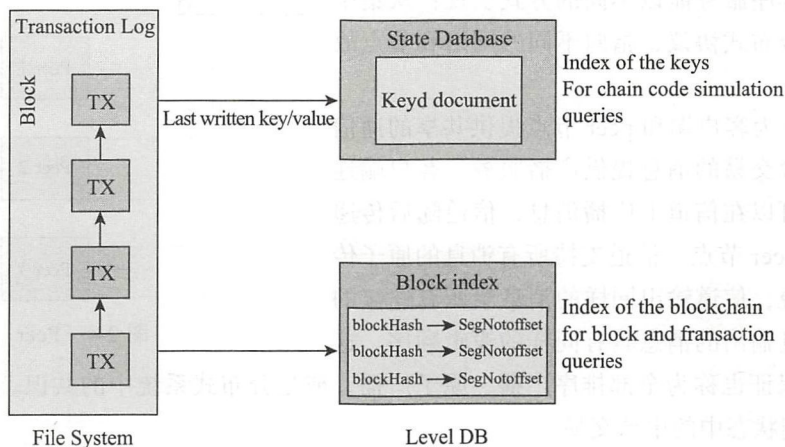 Transaction Log
Block
TX
TX
TX
TX
File System
Last written key/value
State Database
Keyd document
Index of the keys
For chain code simulation
queries
Block index
blockHash SegNotoffset
blockHash SegNotoffset
blockHash SegNotoffset
Level DB
Index of the blockchain
for block and fransaction
queries